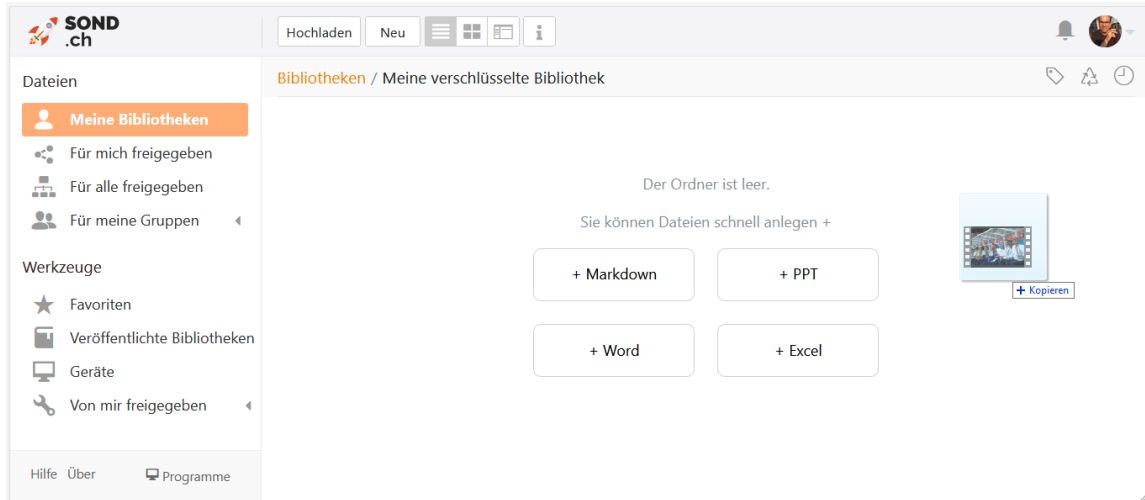 SOND
.ch
Hochladen
Neu
Dateien
Bibliotheken / Meine verschlüsselte Bibliothek
Meine Bibliotheken
Für mich freigegeben
Für alle freigegeben
Für meine Gruppen
Werkzeuge
Favoriten
Veröffentlichte Bibliotheken
Geräte
Von mir freigegeben
Hilfe Über
Programme
Der Ordner ist leer.
Sie können Dateien schnell anlegen +
+ Markdown
+ PPT
+ Word
+ Excel
+ Kopieren